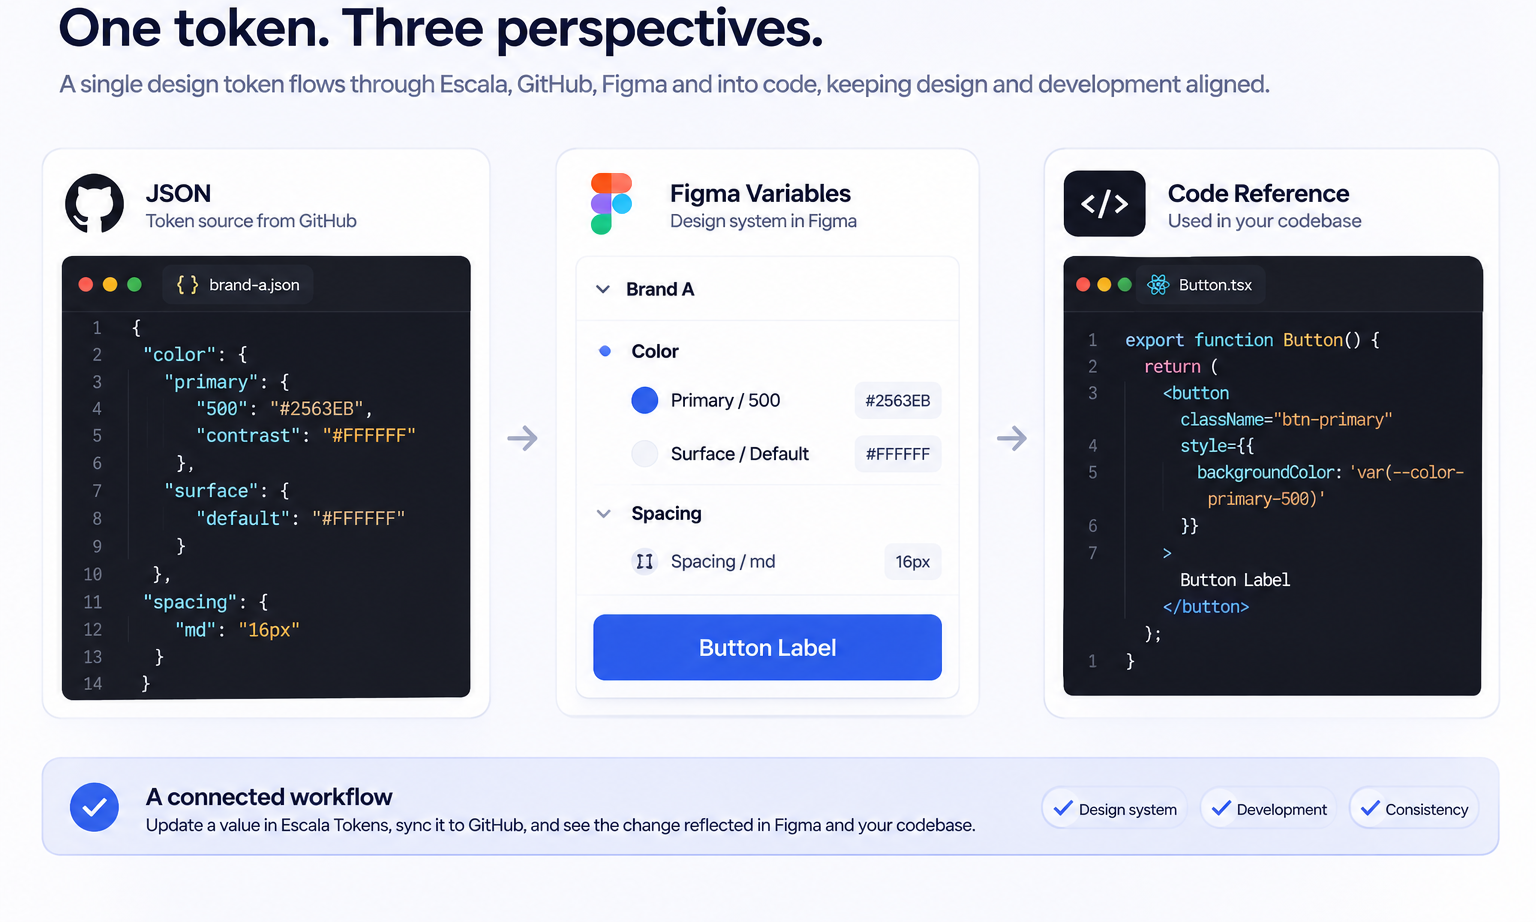 One token. Three perspectives.
A single design token flows through Escala, GitHub, Figma and into code, keeping design and development aligned.
JSON
Token source from GitHub
{ } brand-a.json
1 {
2 "color": {
3 "primary": {
4 "500": "#2563EB",
5 "contrast": "#FFFFFF"
6 },
7 "surface": {
8 "default": "#FFFFFF"
9 }
10 },
11 "spacing": {
12 "md": "16px"
13 }
14 }
Figma Variables
Design system in Figma
Brand A
Color
Primary / 500 #2563EB
Surface / Default #FFFFFF
Spacing
Spacing / md 16px
Button Label
</> Code Reference
Used in your codebase
Button.tsx
1 export function Button() {
2 return (
3 <button
className="btn-primary"
4 style={{
5 backgroundColor: 'var(--color-
primary-500)'
6 }}
7 >
Button Label
</button>
);
1 }
A connected workflow
Update a value in Escala Tokens, sync it to GitHub, and see the change reflected in Figma and your codebase.
Design system
Development
Consistency